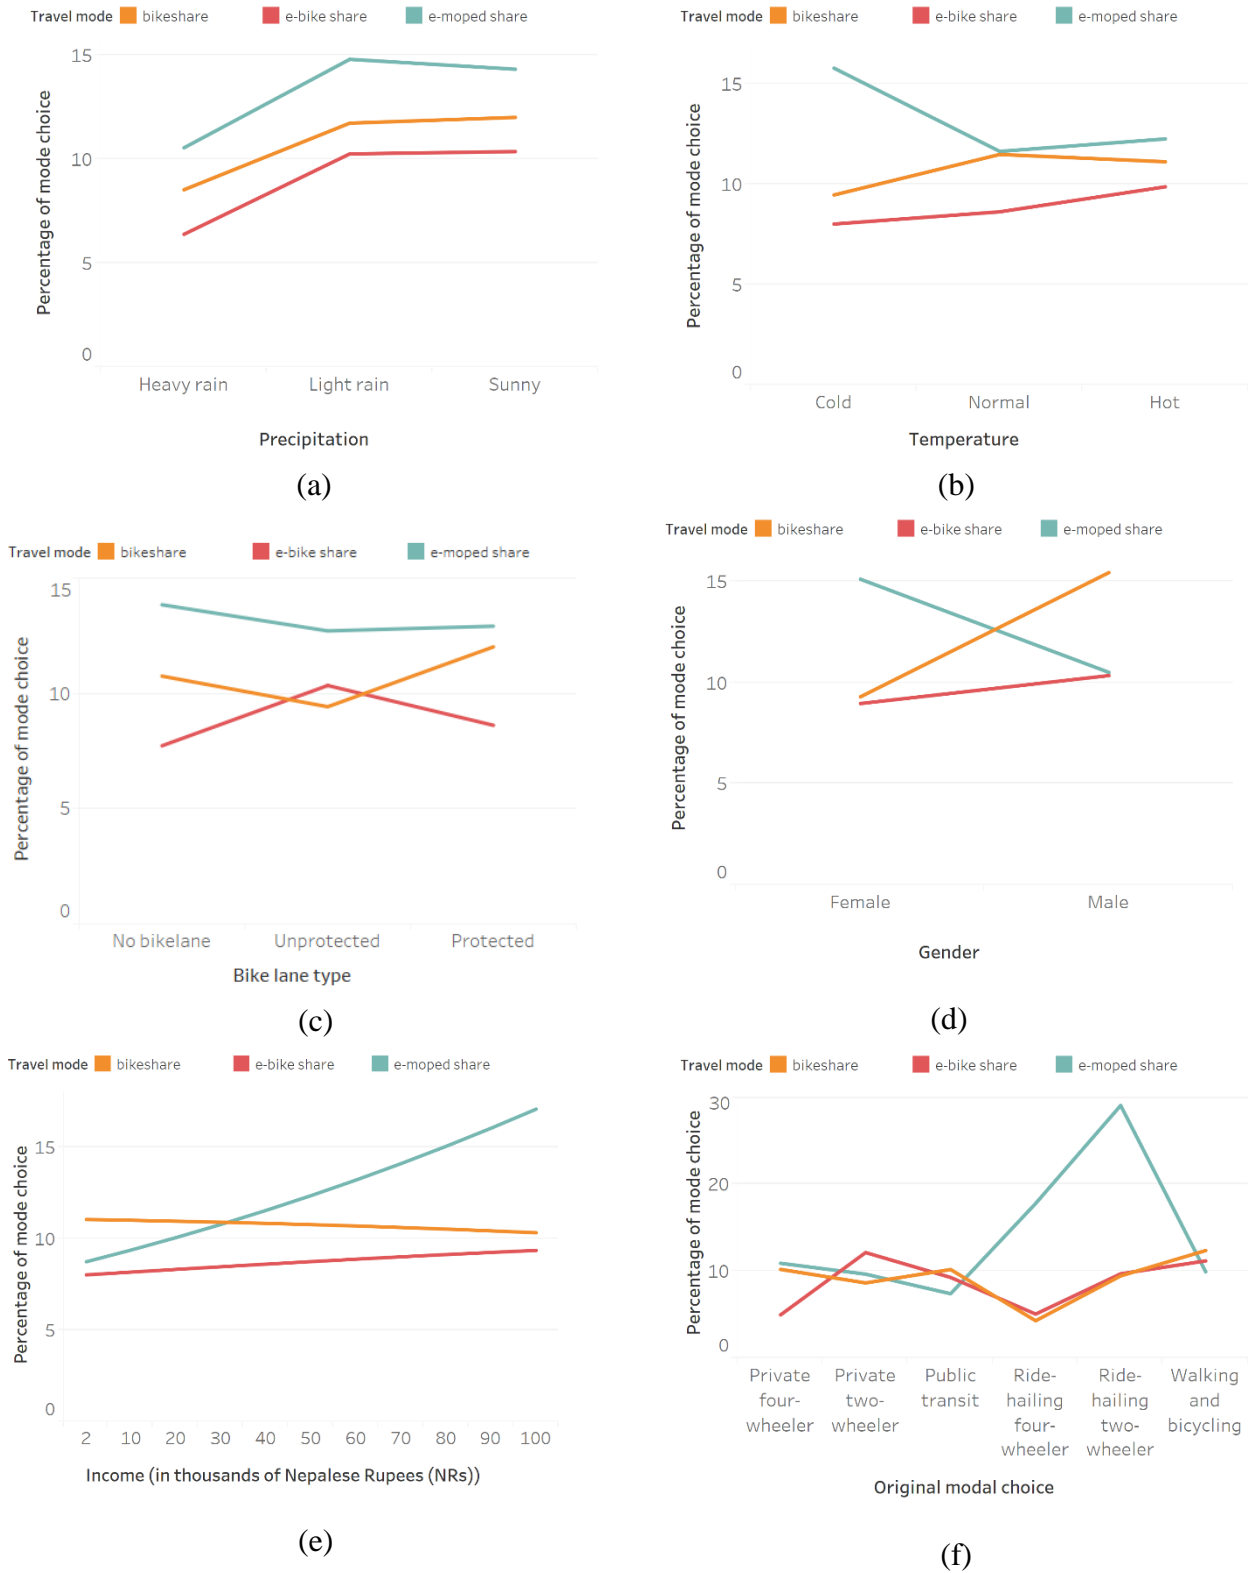 Travel mode bikeshare e-bike share e-moped share
Percentage of mode choice
15
10
5
0
Heavy rain Light rain Sunny
Precipitation
(a)
Travel mode bikeshare e-bike share e-moped share
Percentage of mode choice
15
10
5
0
Cold Normal Hot
Temperature
(b)
Travel mode bikeshare e-bike share e-moped share
Percentage of mode choice
15
10
5
0
No bikelane Unprotected Protected
Bike lane type
(c)
Travel mode bikeshare e-bike share e-moped share
Percentage of mode choice
15
10
5
0
Female Male
Gender
(d)
Travel mode bikeshare e-bike share e-moped share
Percentage of mode choice
15
10
5
0
2 10 20 30 40 50 60 70 80 90 100
Income (in thousands of Nepalese Rupees (NRs))
(e)
Travel mode bikeshare e-bike share e-moped share
Percentage of mode choice
30
20
10
0
Private four-wheeler
Private two-wheeler
Public transit
Ride-hailing four-wheeler
Ride-hailing two-wheeler
Walking and bicycling
Original modal choice
(f)